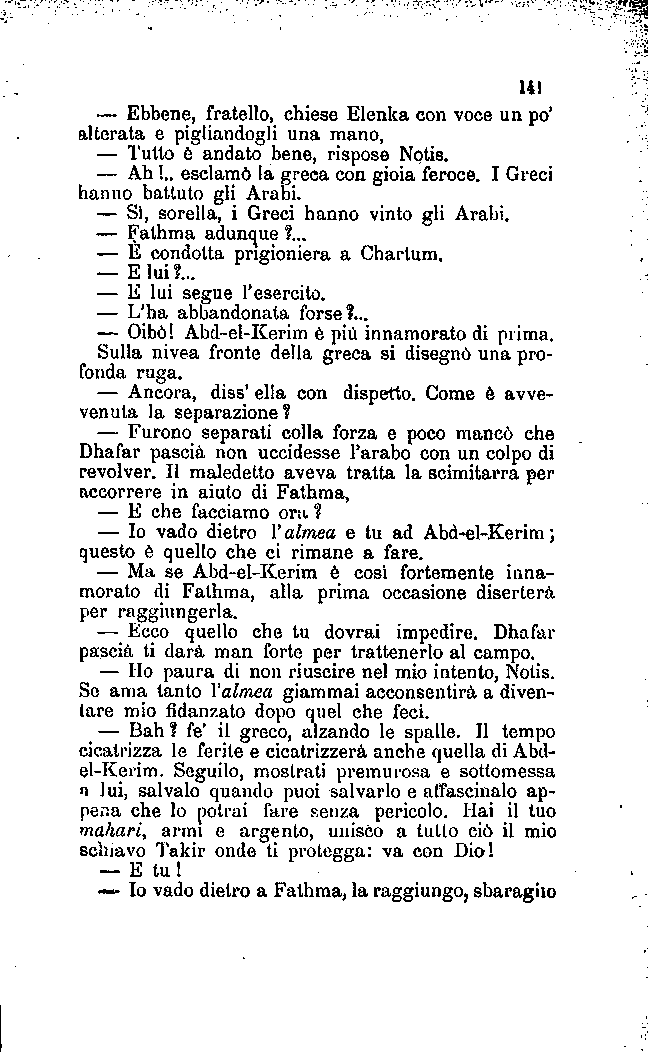 141
— Ebbene, fratello, chiese Elenka con voce un po'
alterata e pigliandogli una mano,
— Tutto è andato bene, rispose Notis.
— Ah !.. esclamò la greca con gioia feroce. I Greci
hanno battuto gli Arabi.
— Sì, sorella, i Greci hanno vinto gli Arabi.
— Fathma adunque ?...
— È condotta prigioniera a Chartum.
— E lui ?...
— E lui segue l'esercito.
— L'ha abbandonata forse ?...
— Oibò! Abd-el-Kerim è più innamorato di prima.
Sulla nivea fronte della greca si disegnò una pro-
fonda ruga.
— Ancora, diss' ella con dispetto. Come è avve-
venuta la separazione ?
— Furono separati colla forza e poco mancò che
Dhafar pascià non uccidesse l'arabo con un colpo di
revolver. Il maledetto aveva tratta la scimitarra per
accorrere in aiuto di Fathma,
— E che facciamo ora ?
— Io vado dietro l'almea e tu ad Abd-el-Kerim ;
questo è quello che ci rimane a fare.
— Ma se Abd-el-Kerim è così fortemente inna-
morato di Fathma, alla prima occasione diserterà
per raggiungerla.
— Ecco quello che tu dovrai impedire. Dhafar
pascià ti darà man forte per trattenerlo al campo.
— Ho paura di non riuscire nel mio intento, Notis.
Se ama tanto l'almea giammai acconsentirà a diven-
tare mio fidanzato dopo quel che feci.
— Bah ? fe' il greco, alzando le spalle. Il tempo
cicatrizza le ferite e cicatrizzerà anche quella di Abd-
el-Kerim. Seguilo, mostrati premurosa e sottomessa
a lui, salvalo quando puoi salvarlo e affascinalo ap-
pena che lo potrai fare senza pericolo. Hai il tuo
mahari, armi e argento, unisco a tutto ciò il mio
schiavo Takir onde ti protegga: va con Dio!
— E tu !
— Io vado dietro a Fathma, la raggiungo, sbaraglio